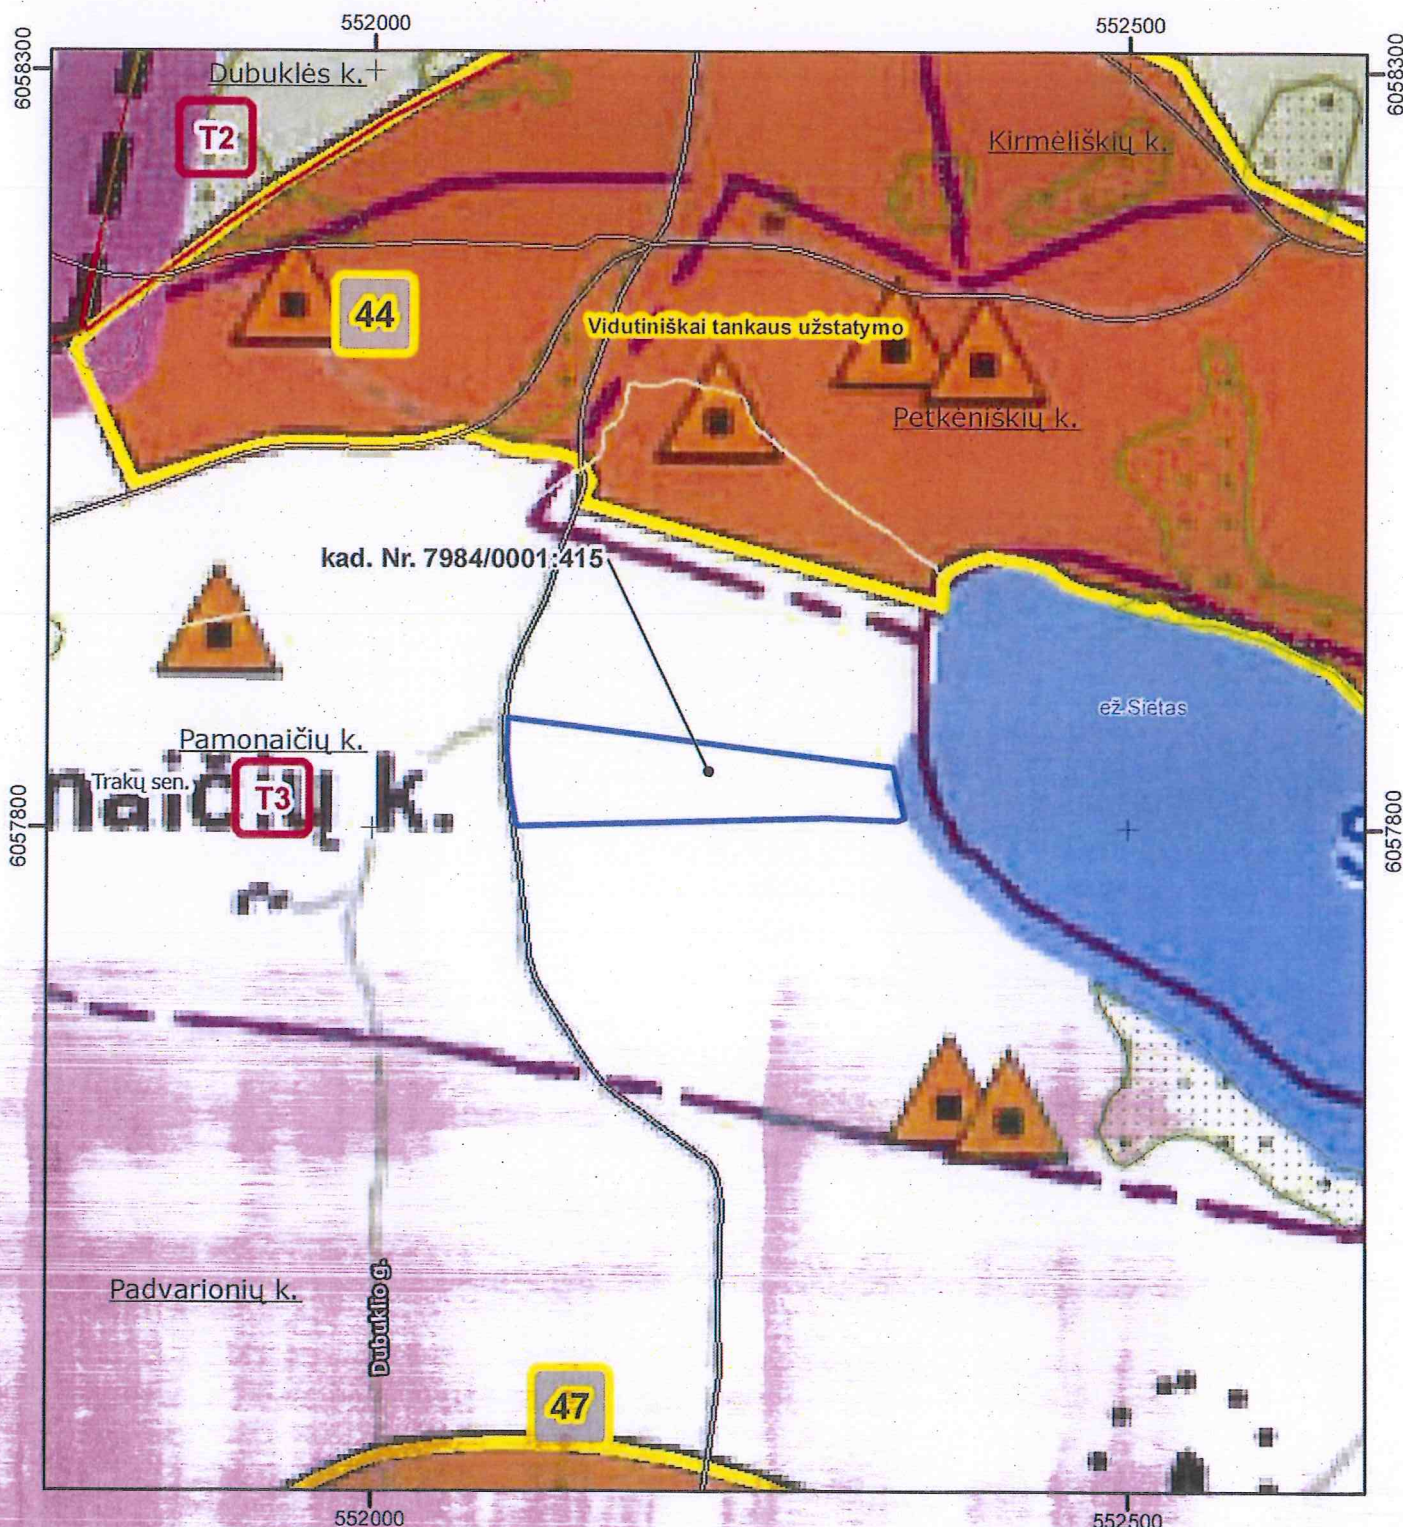 552000
552500
6058300
6058300
Dubuklės k.
T2
Kirmėliškių k.
44
Vidutiniškai tankaus užstatymo
Petkėniškių k.
kad. Nr. 7984/0001:415
ež.Sietas
Pamonaičių k.
Trakų sen.
naičių k.
T3
6057800
6057800
S
Padvarionių k.
Dubuklio g.
47
552000
552500